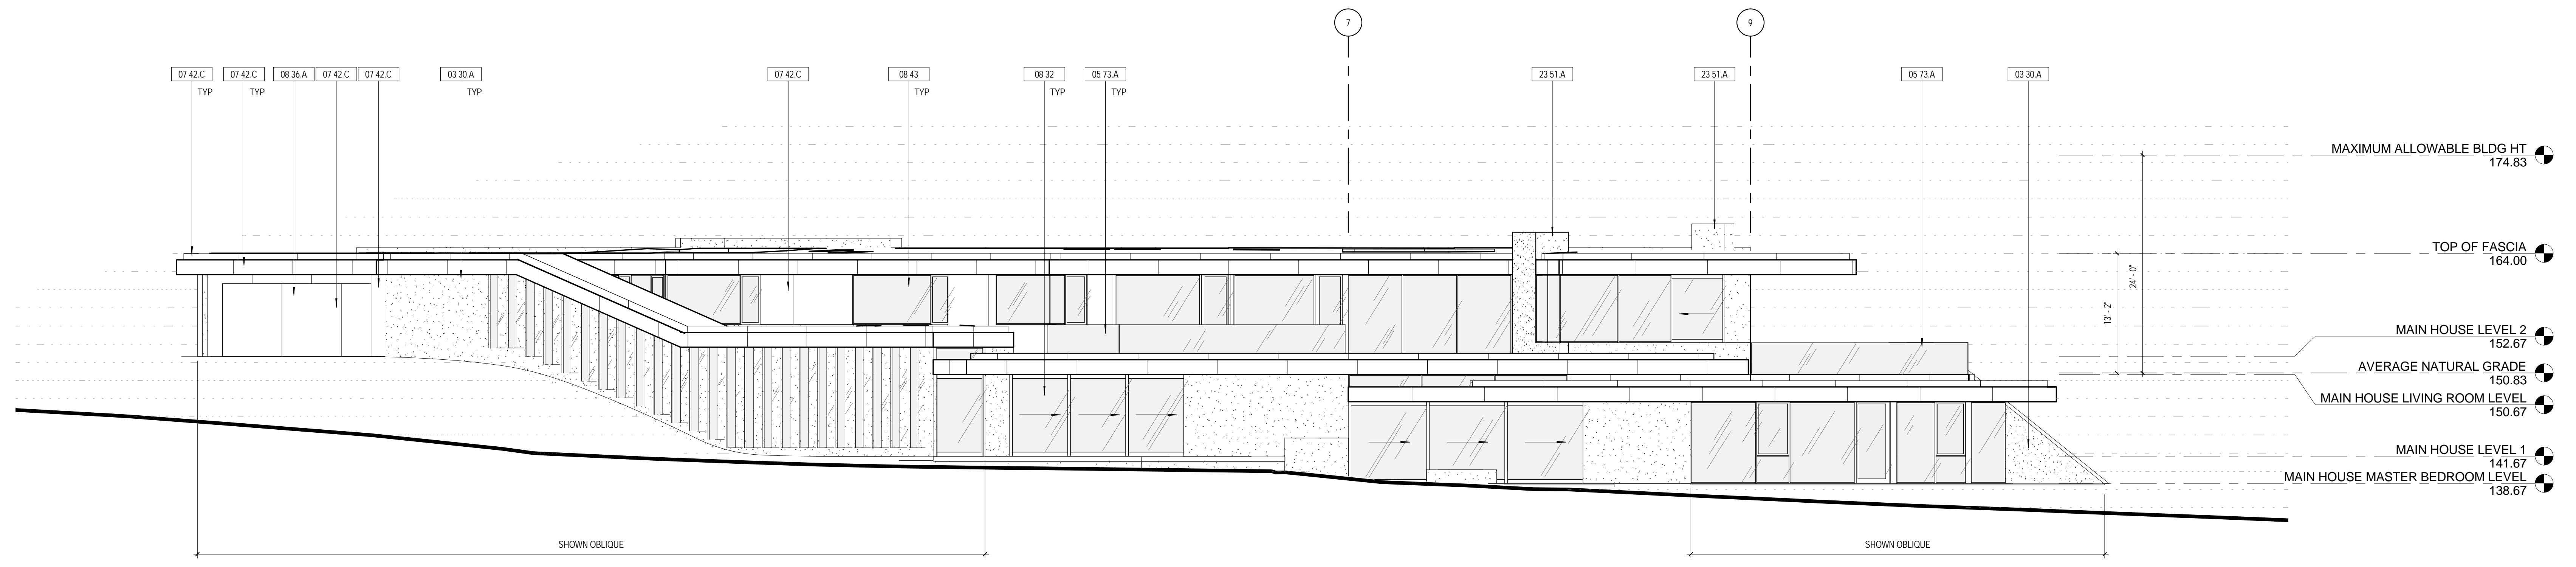 7
9
07 42.C
07 42.C
08 36.A
07 42.C
07 42.C
03 30.A
07 42.C
08 43
08 32
05 73.A
23 51.A
23 51.A
05 73.A
03 30.A
TYP
TYP
TYP
TYP
TYP
TYP
MAXIMUM ALLOWABLE BLDG HT
174.83
TOP OF FASCIA
164.00
24' - 0"
13' - 2"
MAIN HOUSE LEVEL 2
152.67
AVERAGE NATURAL GRADE
150.83
MAIN HOUSE LIVING ROOM LEVEL
150.67
MAIN HOUSE LEVEL 1
141.67
MAIN HOUSE MASTER BEDROOM LEVEL
138.67
SHOWN OBLIQUE
SHOWN OBLIQUE